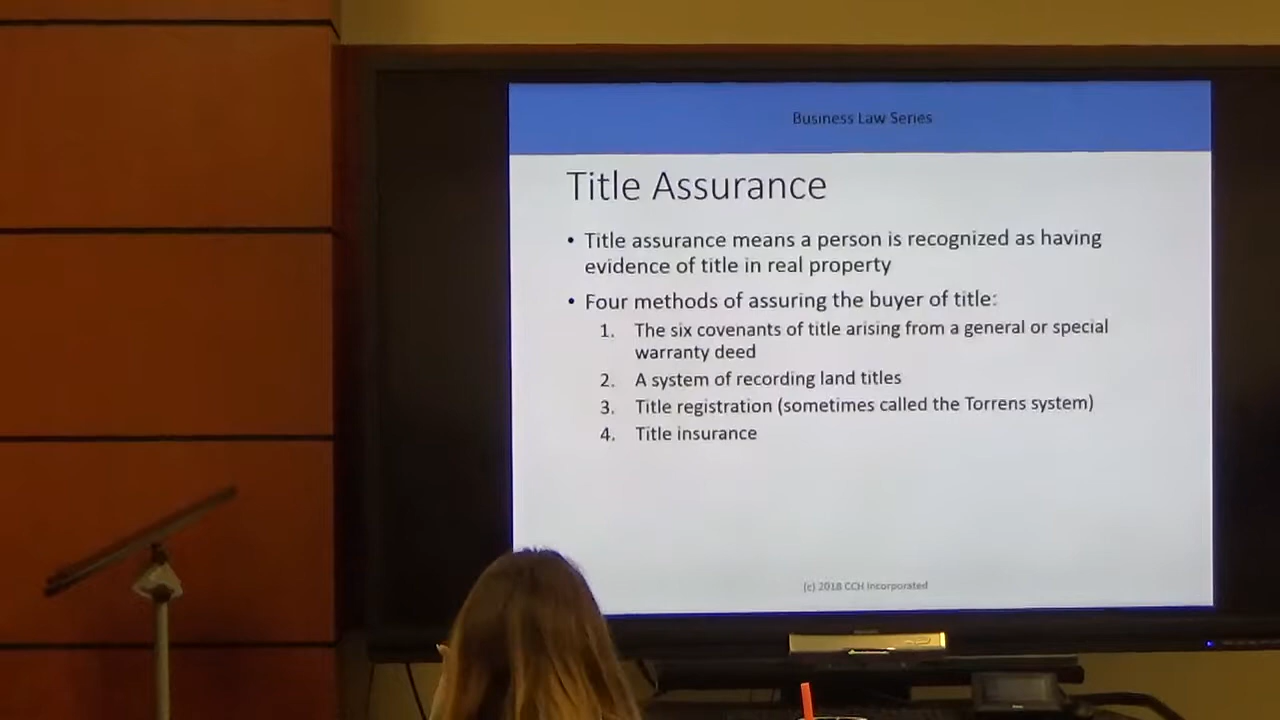 Business Law Series
Title Assurance
• Title assurance means a person is recognized as having
evidence of title in real property
• Four methods of assuring the buyer of title:
1. The six covenants of title arising from a general or special
warranty deed
2. A system of recording land titles
3. Title registration (sometimes called the Torrens system)
4. Title insurance
(c) 2018 CCH Incorporated